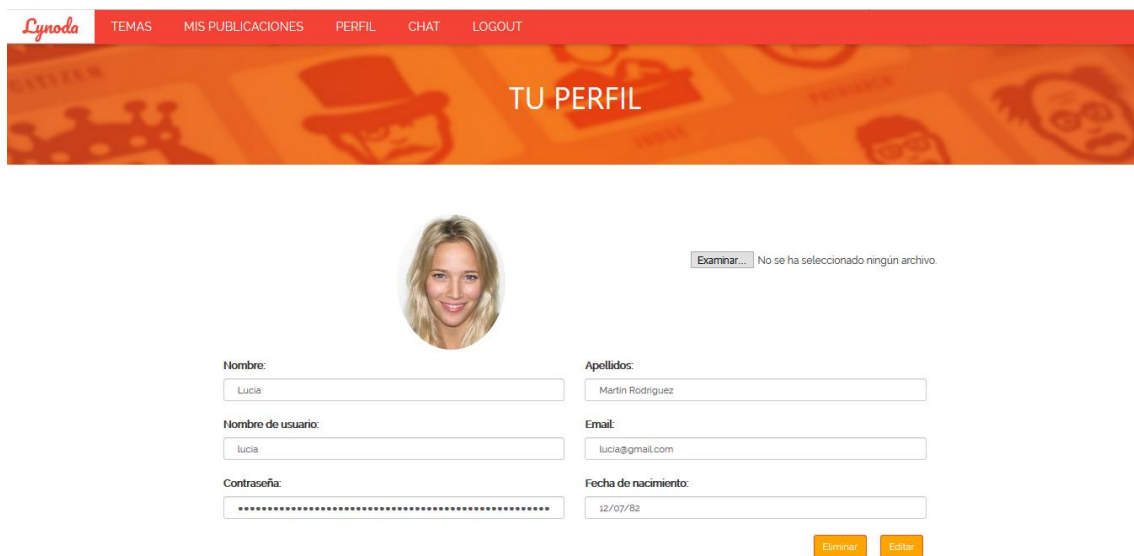 Lynoda TEMAS MIS PUBLICACIONES PERFIL CHAT LOGOUT
CITIZEN
TU PERFIL
JUDGE
Examinar... No se ha seleccionado ningún archivo.
Nombre: Apellidos:
Lucia Martin Rodriguez
Nombre de usuario: Email:
lucia lucia@gmail.com
Contraseña: Fecha de nacimiento:
12/07/82
Eliminar Editar